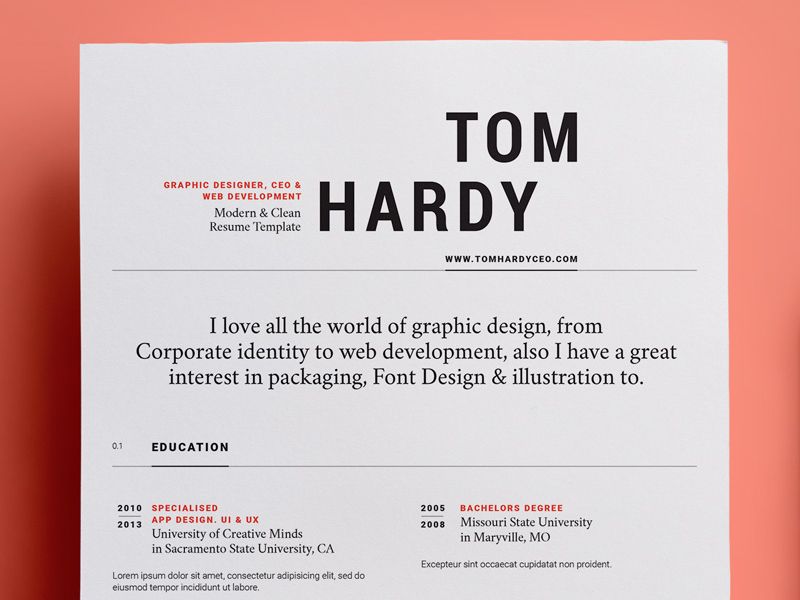 TOM
HARDY
GRAPHIC DESIGNER, CEO &
WEB DEVELOPMENT
Modern & Clean
Resume Template
WWW.TOMHARDYCEO.COM
I love all the world of graphic design, from
Corporate identity to web development, also I have a great
interest in packaging, Font Design & illustration to.
0.1 EDUCATION
2010
2013
SPECIALISED
APP DESIGN. UI & UX
University of Creative Minds
in Sacramento State University, CA
Lorem ipsum dolor sit amet, consectetur adipisicing elit, sed do
eiusmod tempor incididunt ut labore.
2005
2008
BACHELORS DEGREE
Missouri State University
in Maryville, MO
Excepteur sint occaecat cupidatat non proident.